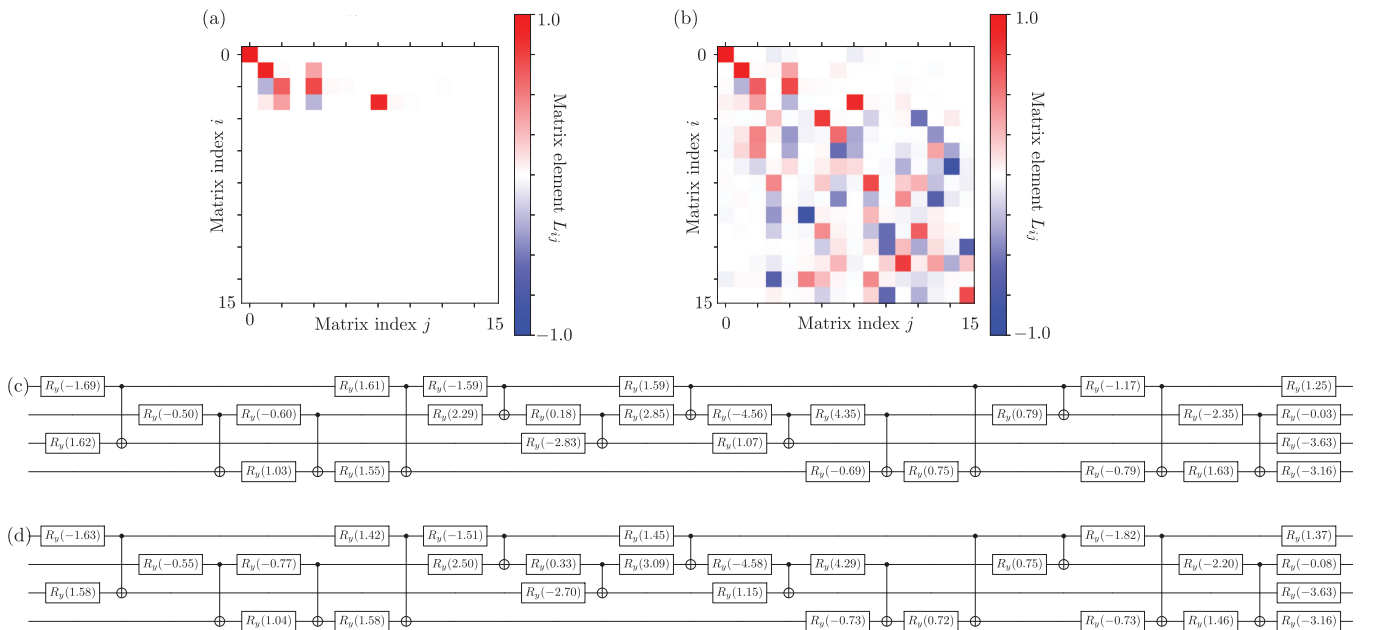 (a)
0
Matrix index i
15
0
Matrix index j
15
1.0
Matrix element L_ij
−1.0
(b)
0
Matrix index i
15
0
Matrix index j
15
1.0
Matrix element L_ij
−1.0
(c)
R_y(−1.69) R_y(1.61) R_y(−1.59) R_y(1.59) R_y(−1.17) R_y(1.25)
R_y(−0.50) R_y(−0.60) R_y(2.29) R_y(0.18) R_y(2.85) R_y(−4.56) R_y(4.35) R_y(0.79) R_y(−2.35) R_y(−0.03)
R_y(1.62) R_y(−2.83) R_y(1.07) R_y(−3.63)
R_y(1.03) R_y(1.55) R_y(−0.69) R_y(0.75) R_y(−0.79) R_y(1.63) R_y(−3.16)
(d)
R_y(−1.63) R_y(1.42) R_y(−1.51) R_y(1.45) R_y(−1.82) R_y(1.37)
R_y(−0.55) R_y(−0.77) R_y(2.50) R_y(0.33) R_y(3.09) R_y(−4.58) R_y(4.29) R_y(0.75) R_y(−2.20) R_y(−0.08)
R_y(1.58) R_y(−2.70) R_y(1.15) R_y(−3.63)
R_y(1.04) R_y(1.58) R_y(−0.73) R_y(0.72) R_y(−0.73) R_y(1.46) R_y(−3.16)